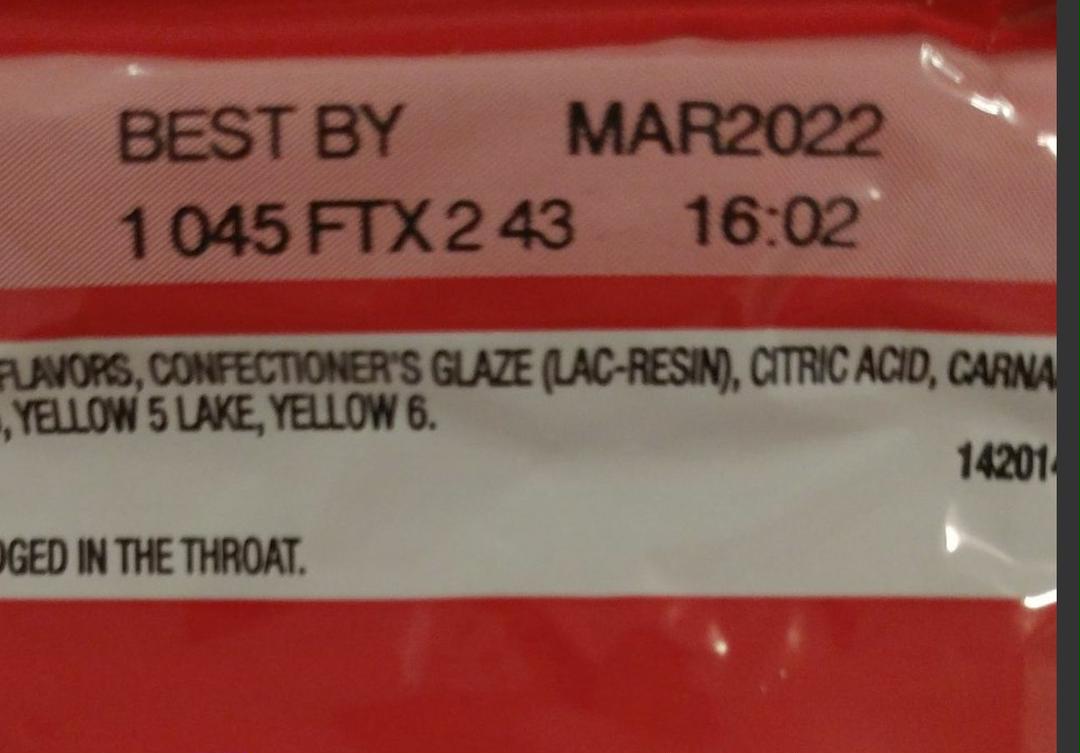 BEST BY MAR2022
1 045 FTX 2 43 16:02
FLAVORS, CONFECTIONER'S GLAZE (LAC-RESIN), CITRIC ACID,
, YELLOW 5 LAKE, YELLOW 6.
IN THE THROAT.